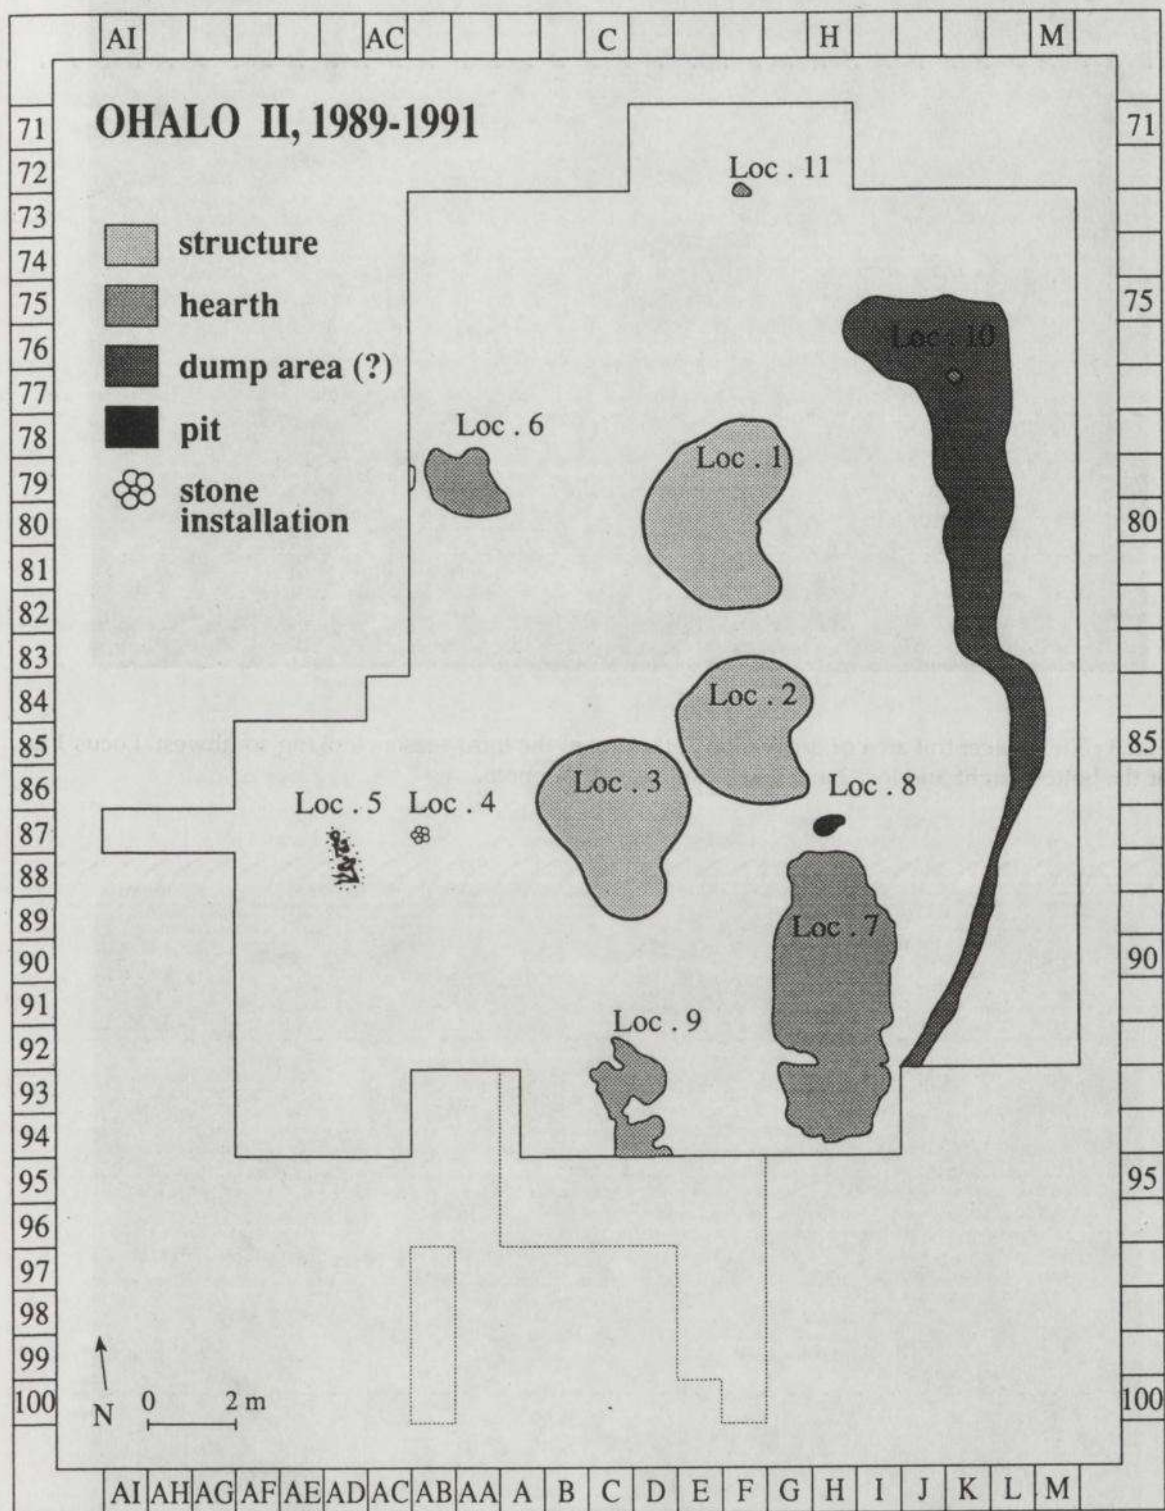 AI AC C H M
OHALO II, 1989-1991
structure
hearth
dump area (?)
pit
stone
installation
Loc . 11
Loc . 10
Loc . 6
Loc . 1
Loc . 2
Loc . 3
Loc . 8
Loc . 5
Loc . 4
Loc . 7
Loc . 9
N
0 2 m
71
72
73
74
75
76
77
78
79
80
81
82
83
84
85
86
87
88
89
90
91
92
93
94
95
96
97
98
99
100
71
75
80
85
90
95
100
AI AH AG AF AE AD AC AB AA A B C D E F G H I J K L M